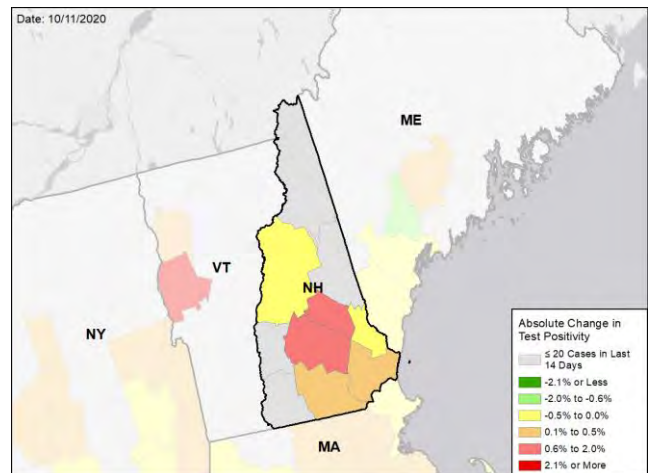 Date: 10/11/2020
ME
VT
NH
NY
MA
Absolute Change in
Test Positivity
≤ 20 Cases in Last
14 Days
-2.1% or Less
-2.0% to -0.6%
-0.5% to 0.0%
0.1% to 0.5%
0.6% to 2.0%
2.1% or More